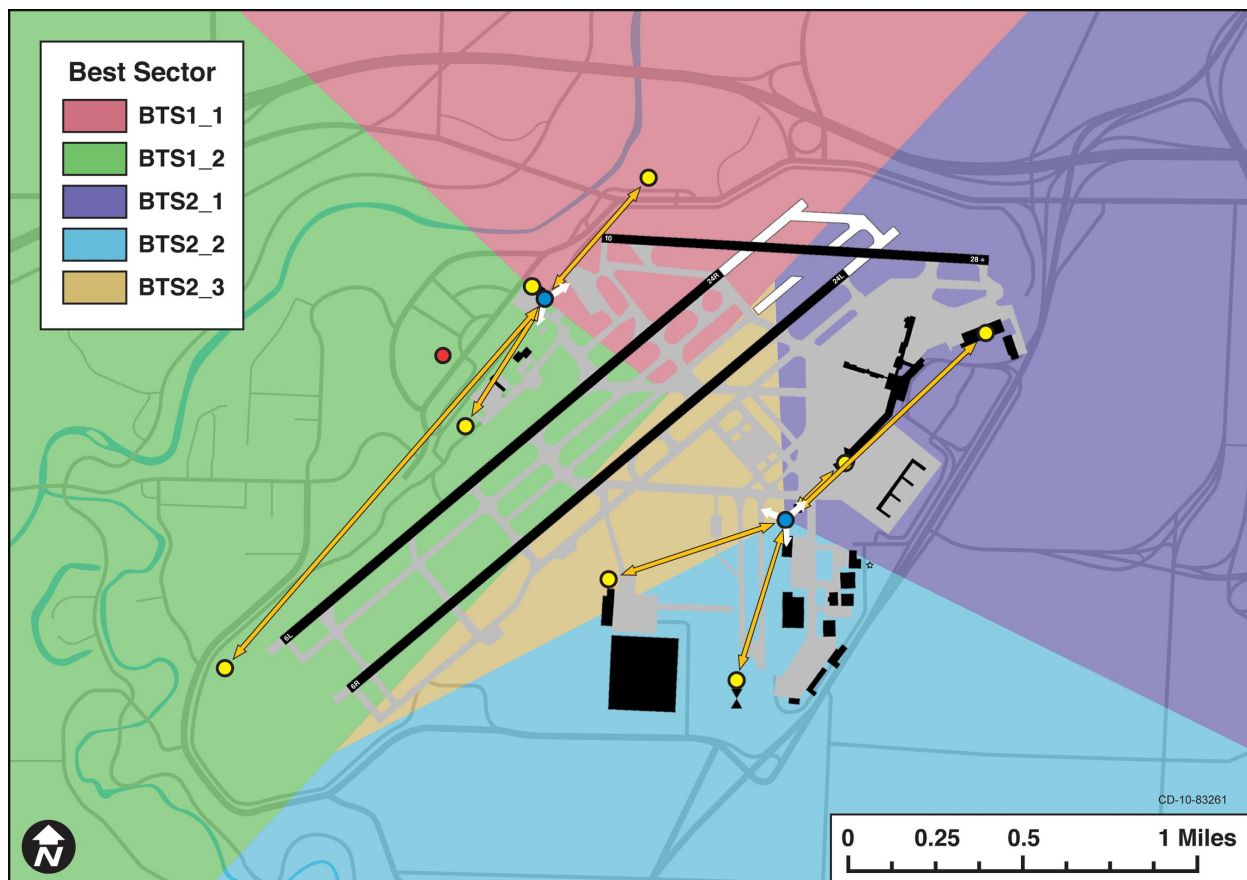 Best Sector
BTS1_1
BTS1_2
BTS2_1
BTS2_2
BTS2_3
10
28
24R
24L
6L
6R
N
CD-10-83261
0 0.25 0.5 1 Miles